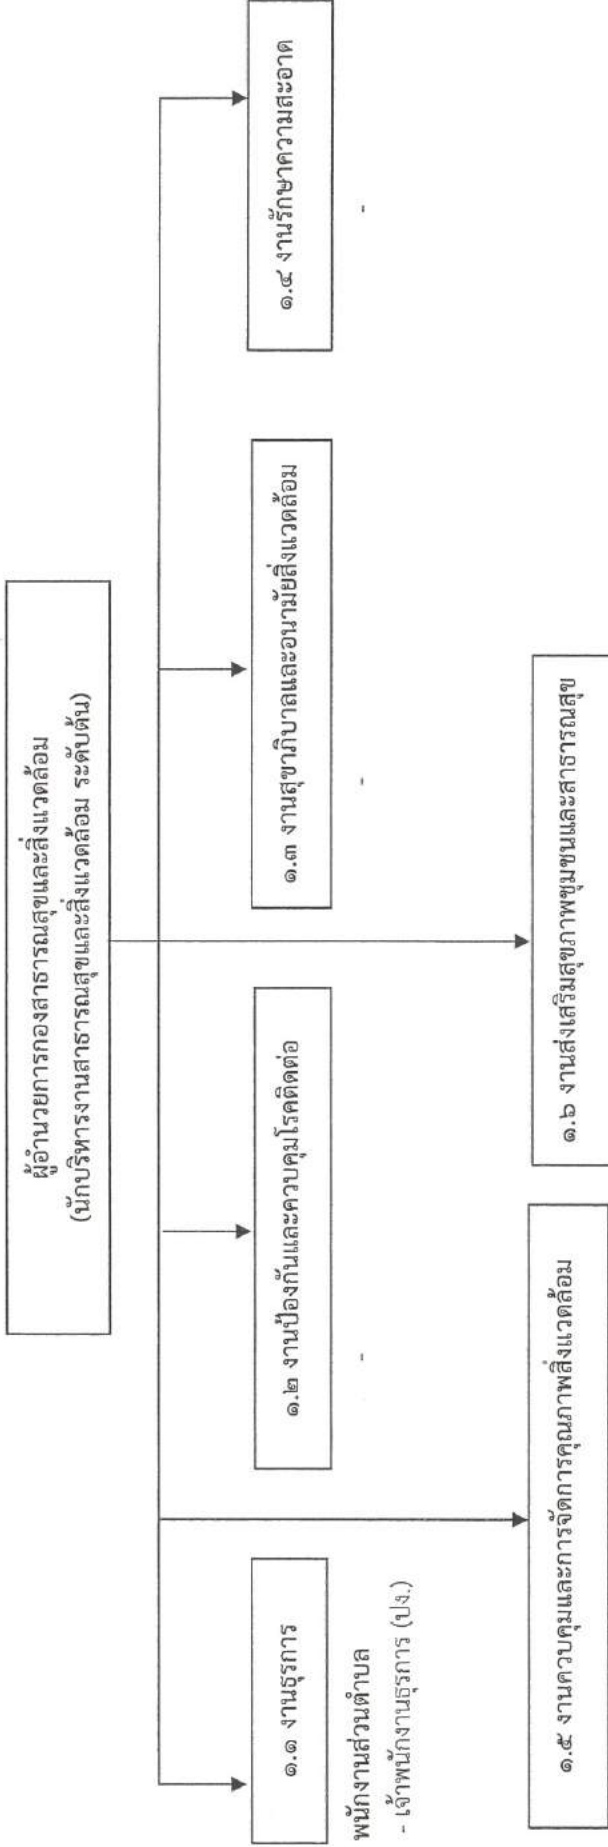 ผู้อำนวยการกองสาธารณสุขและสิ่งแวดล้อม
(นักบริหารงานสาธารณสุขและสิ่งแวดล้อม ระดับต้น)
๑.๑ งานธุรการ
๑.๒ งานป้องกันและควบคุมโรคติดต่อ
๑.๓ งานสุขาภิบาลและอนามัยสิ่งแวดล้อม
๑.๔ งานรักษาความสะอาด
พนักงานส่วนตำบล
- เจ้าพนักงานธุรการ (ปง.)
-
-
-
๑.๕ งานควบคุมและการจัดการคุณภาพสิ่งแวดล้อม
๑.๖ งานส่งเสริมสุขภาพชุมชนและสาธารณสุข